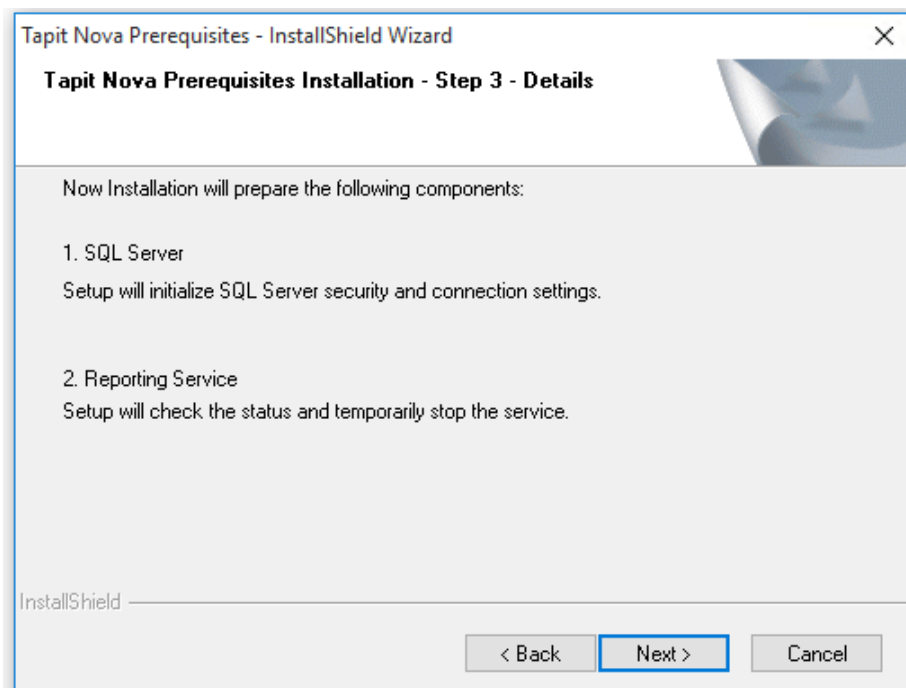 Tapit Nova Prerequisites - InstallShield Wizard
Tapit Nova Prerequisites Installation - Step 3 - Details
Now Installation will prepare the following components:
1. SQL Server
Setup will initialize SQL Server security and connection settings.
2. Reporting Service
Setup will check the status and temporarily stop the service.
InstallShield
< Back Next > Cancel